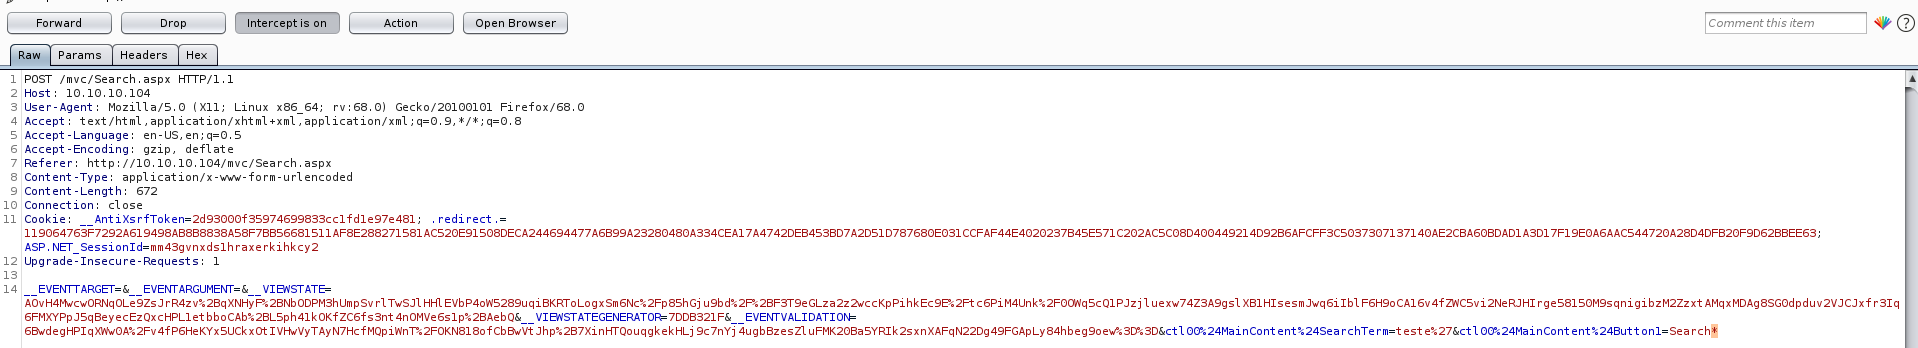 Forward Drop Intercept is on Action Open Browser Comment this item ?
Raw Params Headers Hex
1 POST /mvc/Search.aspx HTTP/1.1
2 Host: 10.10.10.104
3 User-Agent: Mozilla/5.0 (X11; Linux x86_64; rv:68.0) Gecko/20100101 Firefox/68.0
4 Accept: text/html,application/xhtml+xml,application/xml;q=0.9,*/*;q=0.8
5 Accept-Language: en-US,en;q=0.5
6 Accept-Encoding: gzip, deflate
7 Referer: http://10.10.10.104/mvc/Search.aspx
8 Content-Type: application/x-www-form-urlencoded
9 Content-Length: 672
10 Connection: close
11 Cookie: __AntiXsrfToken=2d93000f35974699833cc1fd1e97e481; .redirect.=
119064763F7292A619498AB8B8838A58F7BB56681511AF8E288271581AC520E91508DECA244694477A6B99A23280480A334CEA17A4742DEB453BD7A2D51D787680E031CCFAF44E4020237B45E571C202AC5C08D400449214D92B6AFCFF3C5037307137140AE2CBA60BDAD1A3D17F19E0A6AAC544720A28D4DFB20F9D62BBEE63;
ASP.NET_SessionId=mm43gvnxds1hraxerkihkcy2
12 Upgrade-Insecure-Requests: 1
13
14 __EVENTTARGET=&__EVENTARGUMENT=&__VIEWSTATE=
AOvH4MwcwORNqOLe9ZsJrR4zv%2BqXNHyF%2BNbODPM3hUmpSvrlTwSJlHHlEVbP4oW5289uqiBKRToLogxSm6Nc%2Fp85hGju9bd%2F%2BF3T9eGLza2z2wccKpPihkEc9E%2Ftc6PiM4Unk%2F0OWq5cQ1PJzjluexw74Z3A9gslXB1HIsesmJwq6iIblF6H9oCA16v4fZWC5vi2NeRJHIrge58150M9sqnigibzM2ZzxtAMqxMDAg8SG0dpduv2VJCJxfr3Iq
6FMXYPpJ5qBeyecEzQxcHPL1etbboCAb%2BL5ph41kOKfZC6fs3nt4nOMVe6s1p%2BAebQ&__VIEWSTATEGENERATOR=7DDB321F&__EVENTVALIDATION=
6BwdegHPIqXWw0A%2Fv4fP6HeKYx5UCkxOtIVHwVyTAyN7HcfMQpiWnT%2FOKN818ofCbBwVtJhp%2B7XinHTQouqgkekHLj9c7nYj4ugbBzesZluFMK20Ba5YRIk2sxnXAFqN22Dg49FGApLy84hbeg9oew%3D%3D&ctl00%24MainContent%24SearchTerm=teste%27&ctl00%24MainContent%24Button1=Search*